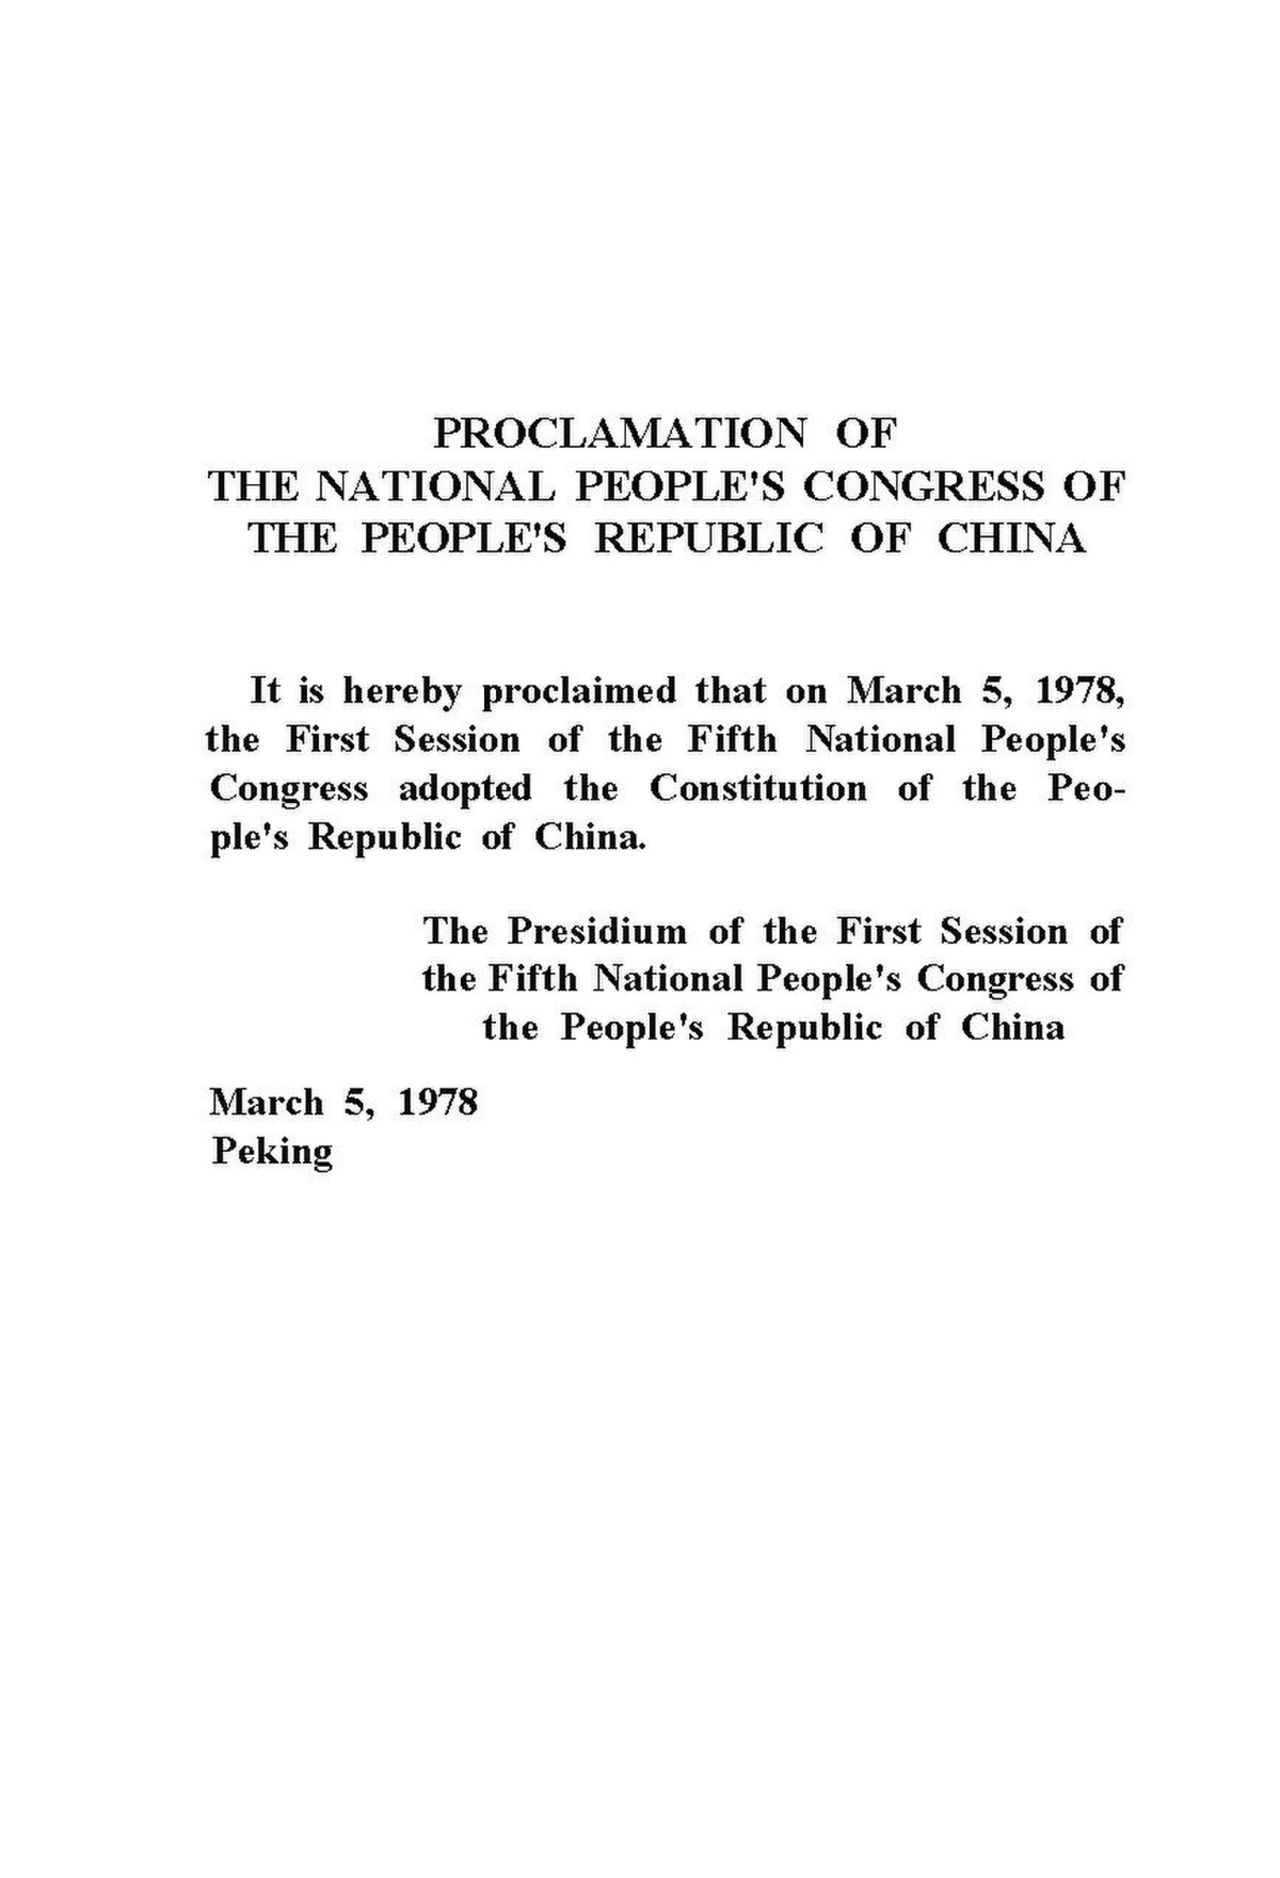 PROCLAMATION OF
THE NATIONAL PEOPLE'S CONGRESS OF
THE PEOPLE'S REPUBLIC OF CHINA
It is hereby proclaimed that on March 5, 1978,
the First Session of the Fifth National People's
Congress adopted the Constitution of the Peo-
ple's Republic of China.
The Presidium of the First Session of
the Fifth National People's Congress of
the People's Republic of China
March 5, 1978
Peking